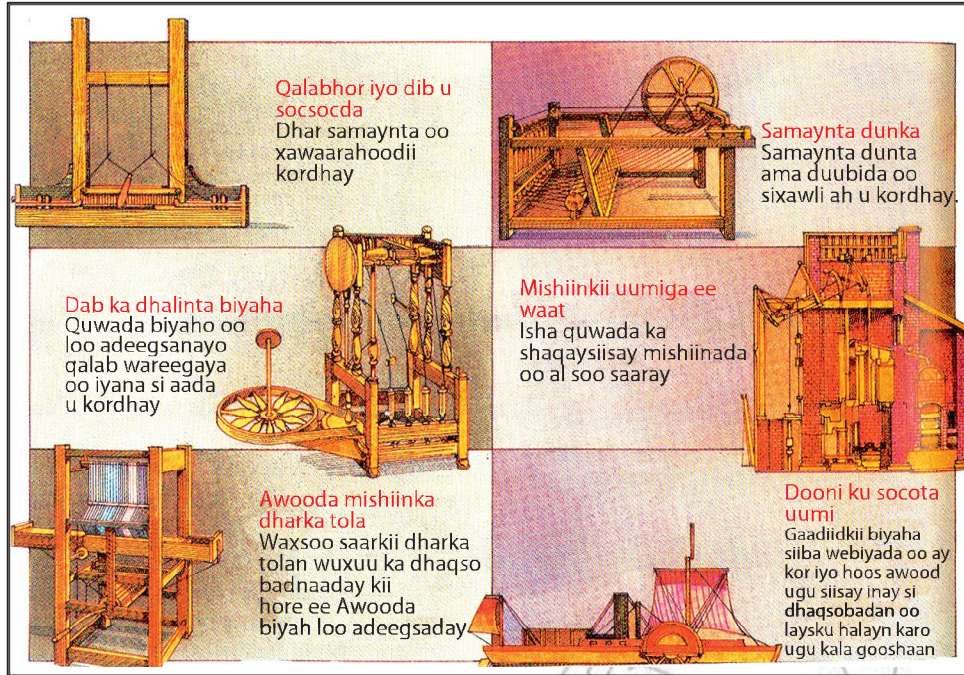 Qalabhor iyo dib u
socsocda
Dhar samaynta oo
xawaarahoodii
kordhay
Samaynta dunka
Samaynta dunta
ama duubida oo
sixawli ah u kordhay.
Dab ka dhalinta biyaha
Quwada biyaho oo
loo adeegsanayo
qalab wareegaya
oo iyana si aada
u kordhay
Mishiinkii uumiga ee
waat
Isha quwada ka
shaqaysiisay mishiinada
oo al soo saaray
Awooda mishiinka
dharka tola
Waxsoo saarkii dharka
tolan wuxuu ka dhaqso
badnaaday kii
hore ee Awooda
biyah loo adeegsaday
Dooni ku socota
uumi
Gaadiidkii biyaha
siiba webiyada oo ay
kor iyo hoos awood
ugu siisay inay si
dhaqsobadan oo
laysku halayn karo
ugu kala gooshaan